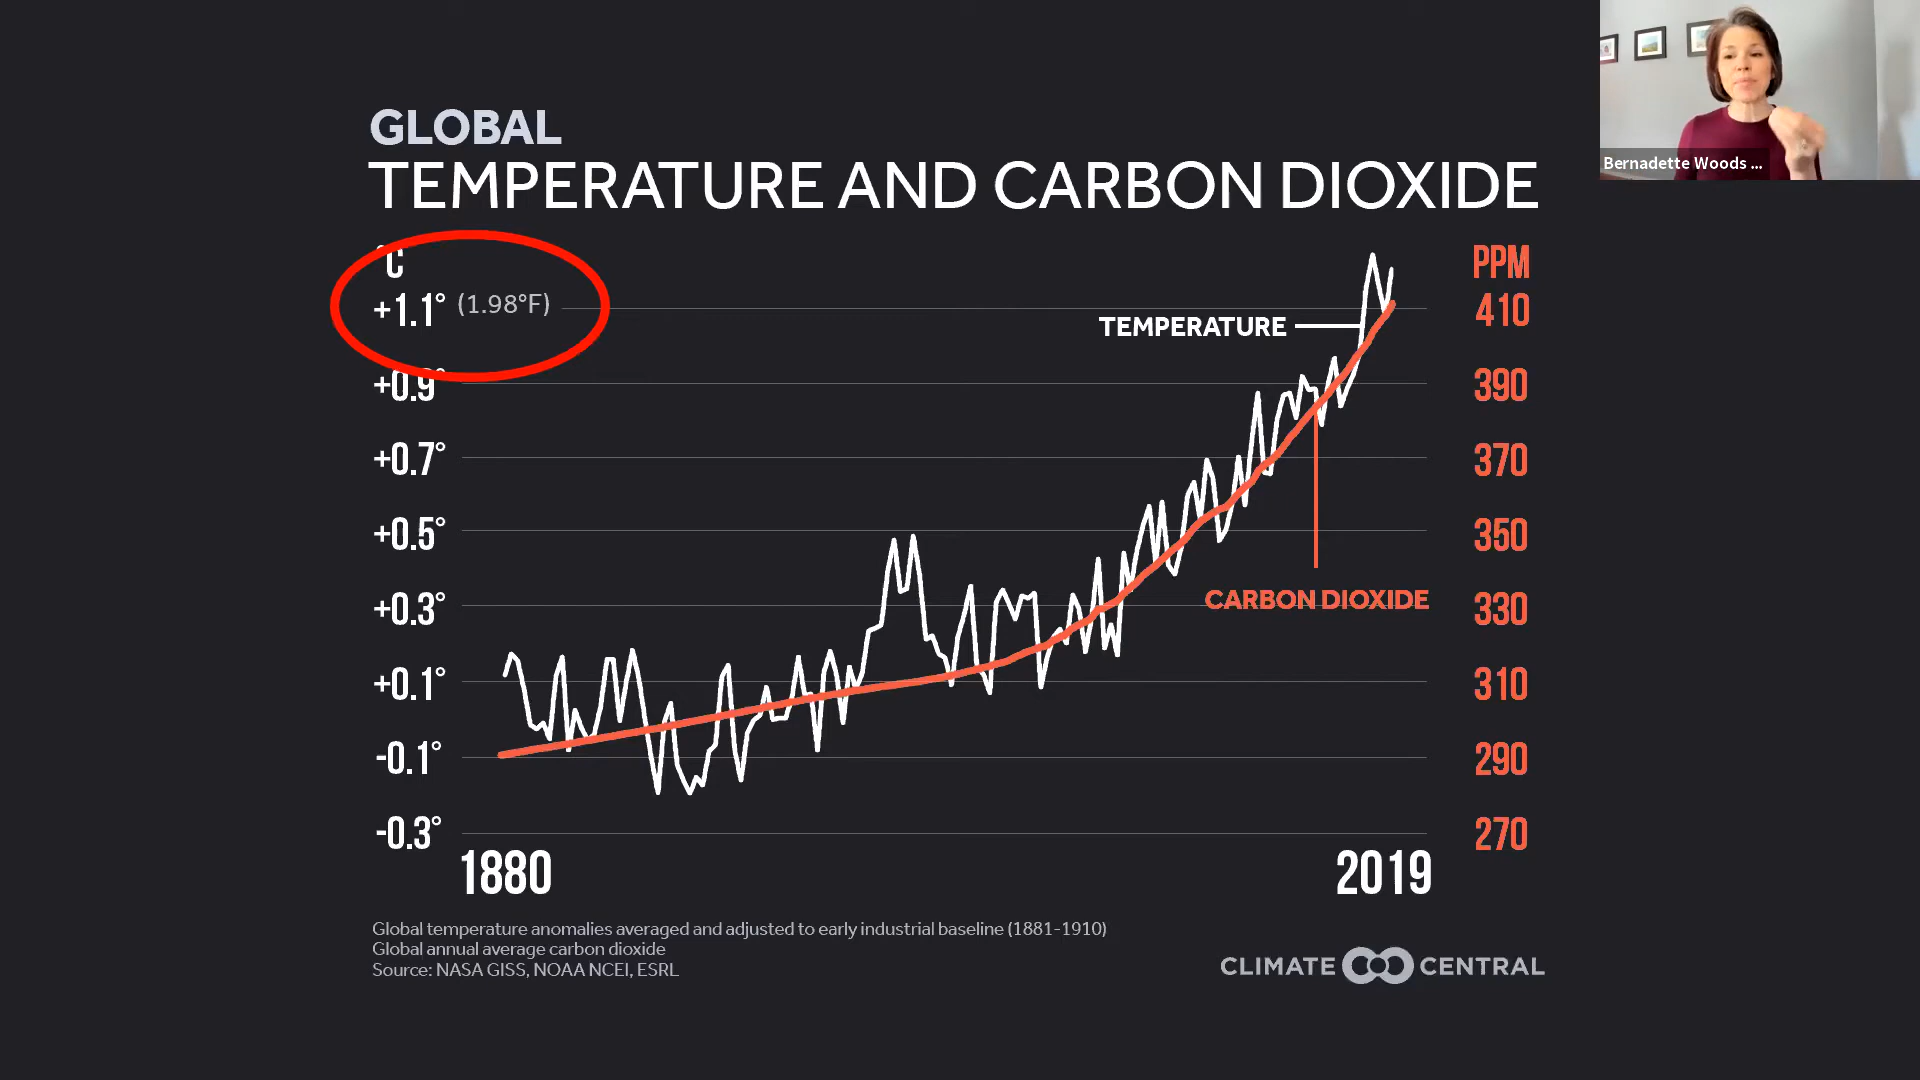 Bernadette Woods ...
GLOBAL
TEMPERATURE AND CARBON DIOXIDE
°C
PPM
+1.1° (1.98°F)
410
TEMPERATURE
+0.9°
390
+0.7°
370
+0.5°
350
CARBON DIOXIDE
+0.3°
330
+0.1°
310
-0.1°
290
-0.3°
270
1880
2019
Global temperature anomalies averaged and adjusted to early industrial baseline (1881-1910)
Global annual average carbon dioxide
Source: NASA GISS, NOAA NCEI, ESRL
CLIMATE CENTRAL